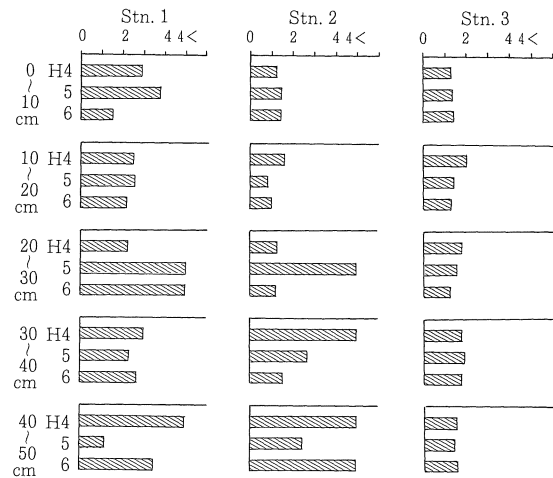 Stn. 1 Stn. 2 Stn. 3
0 2 4 4< 0 2 4 4< 0 2 4 4<
0 H4
~ 5
10 6
cm
10 H4
~ 5
20 6
cm
20 H4
~ 5
30 6
cm
30 H4
~ 5
40 6
cm
40 H4
~ 5
50 6
cm